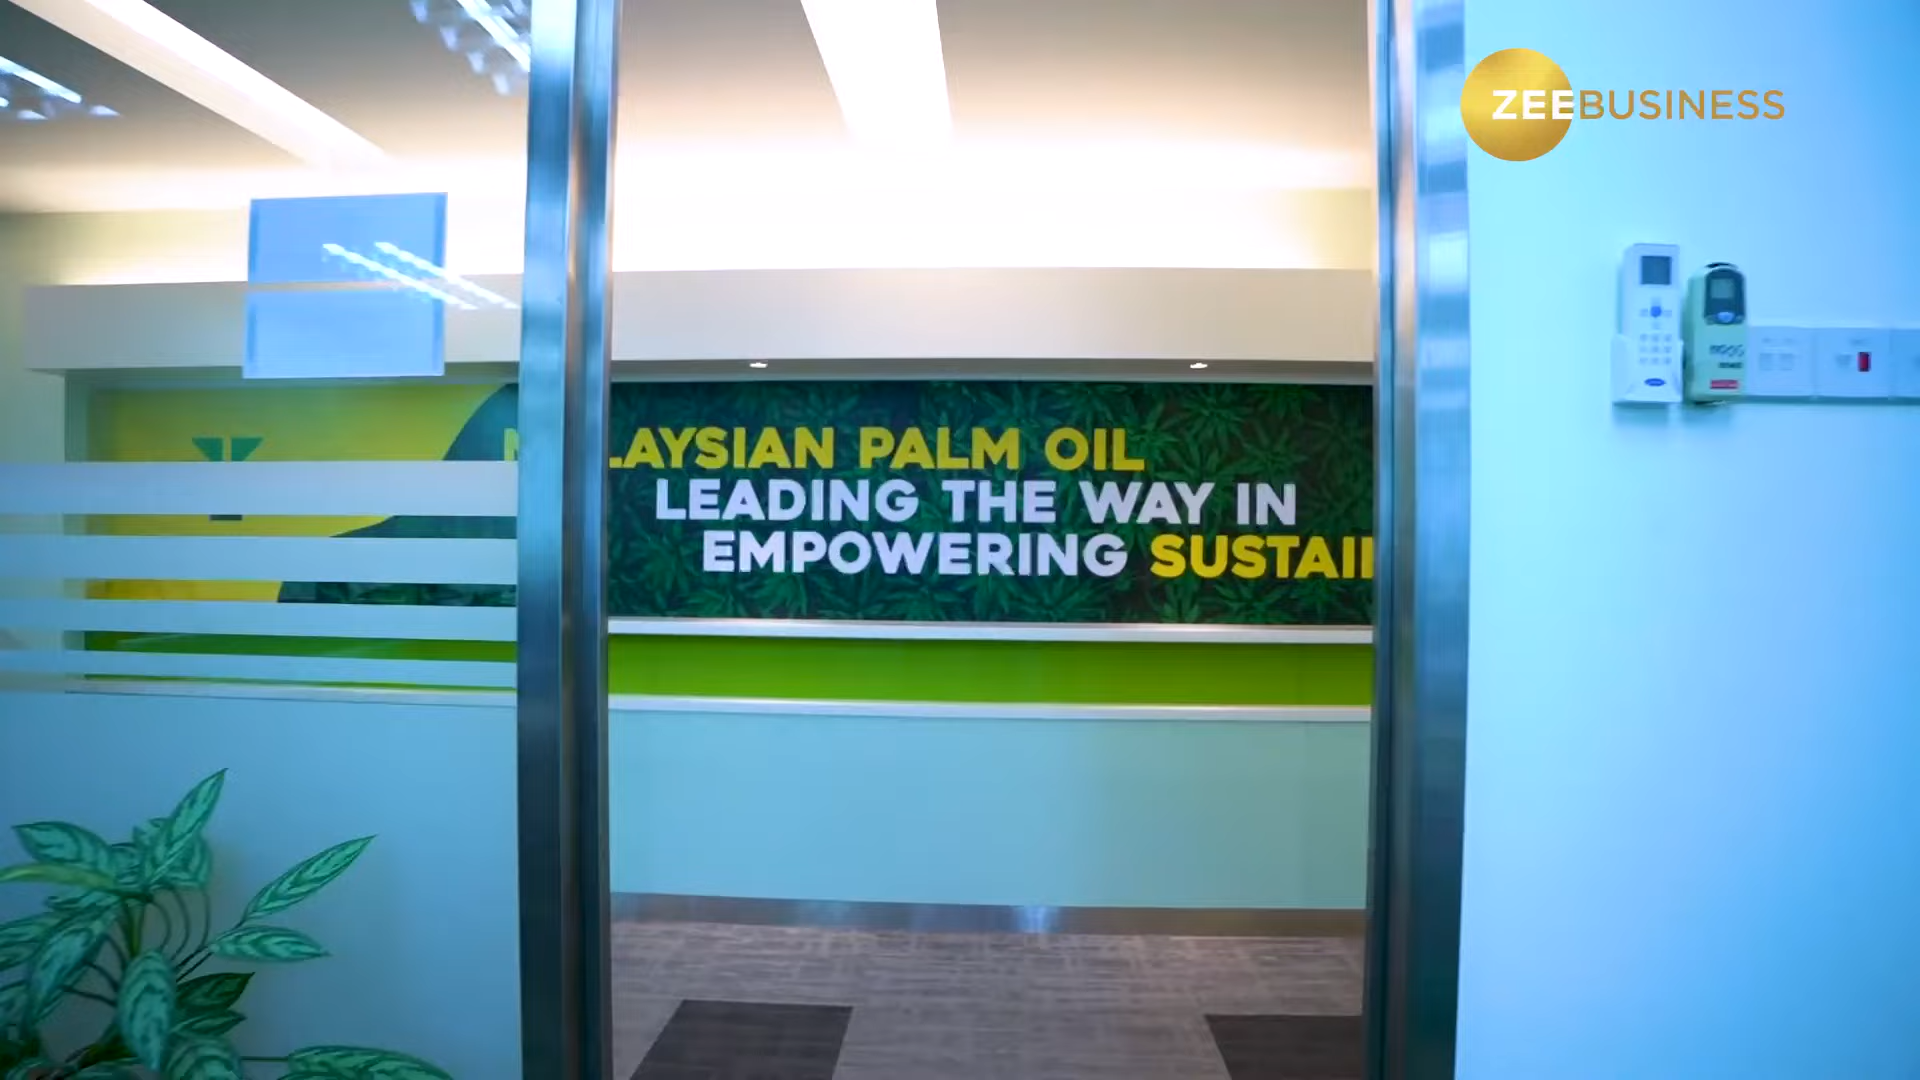 ZEEBUSINESS
LAYSIAN PALM OIL
LEADING THE WAY IN
EMPOWERING SUSTAI